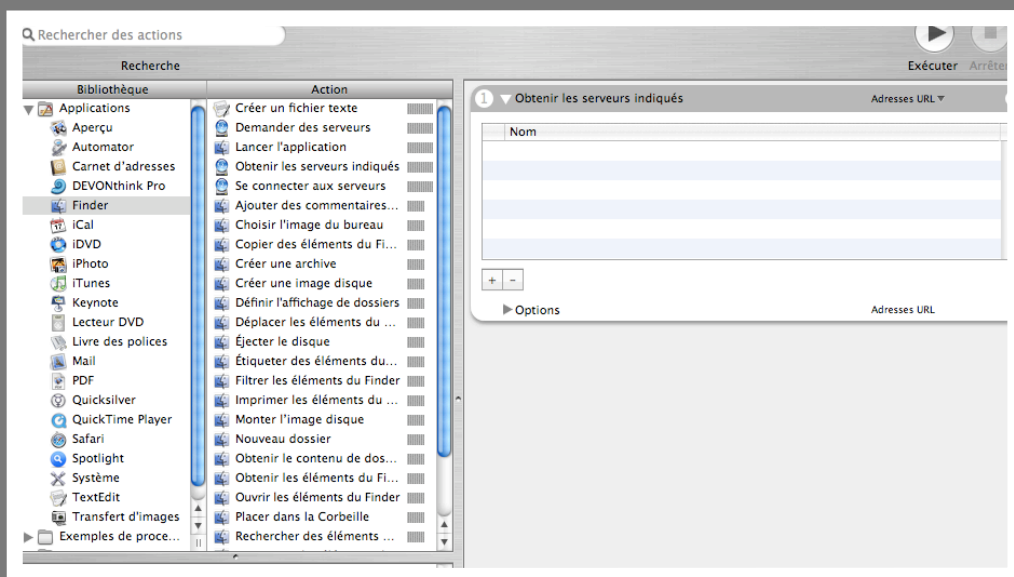 Rechercher des actions
Recherche
Exécuter
Arrêter
Bibliothèque
Applications
Aperçu
Automator
Carnet d'adresses
DEVONthink Pro
Finder
iCal
iDVD
iPhoto
iTunes
Keynote
Lecteur DVD
Livre des polices
Mail
PDF
Quicksilver
QuickTime Player
Safari
Spotlight
Système
TextEdit
Transfert d'images
Exemples de proce...
Action
Créer un fichier texte
Demander des serveurs
Lancer l'application
Obtenir les serveurs indiqués
Se connecter aux serveurs
Ajouter des commentaires...
Choisir l'image du bureau
Copier des éléments du Fi...
Créer une archive
Créer une image disque
Définir l'affichage de dossiers
Déplacer les éléments du ...
Éjecter le disque
Étiqueter des éléments du...
Filtrer les éléments du Finder
Imprimer les éléments du ...
Monter l'image disque
Nouveau dossier
Obtenir le contenu de dos...
Obtenir les éléments du Fi...
Ouvrir les éléments du Finder
Placer dans la Corbeille
Rechercher des éléments ...
1 Obtenir les serveurs indiqués
Adresses URL
Nom
+ −
Options
Adresses URL